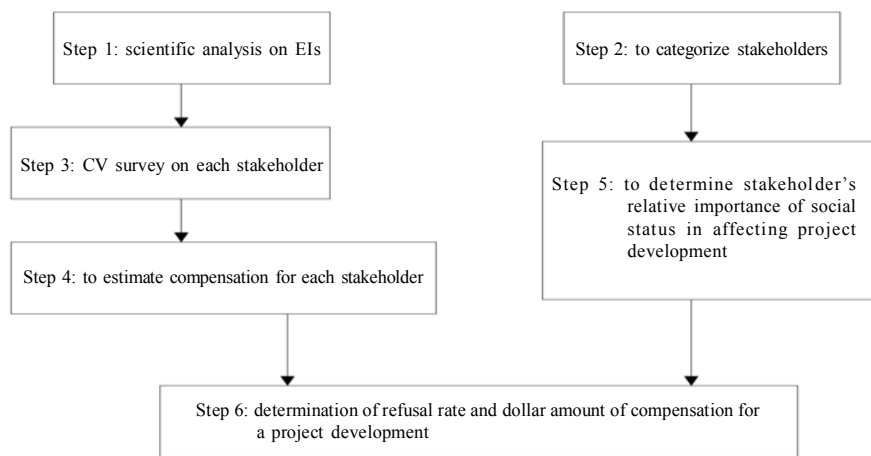 Step 1: scientific analysis on EIs
Step 2: to categorize stakeholders
Step 3: CV survey on each stakeholder
Step 5: to determine stakeholder's
relative importance of social
status in affecting project
development
Step 4: to estimate compensation for each stakeholder
Step 6: determination of refusal rate and dollar amount of compensation for
a project development